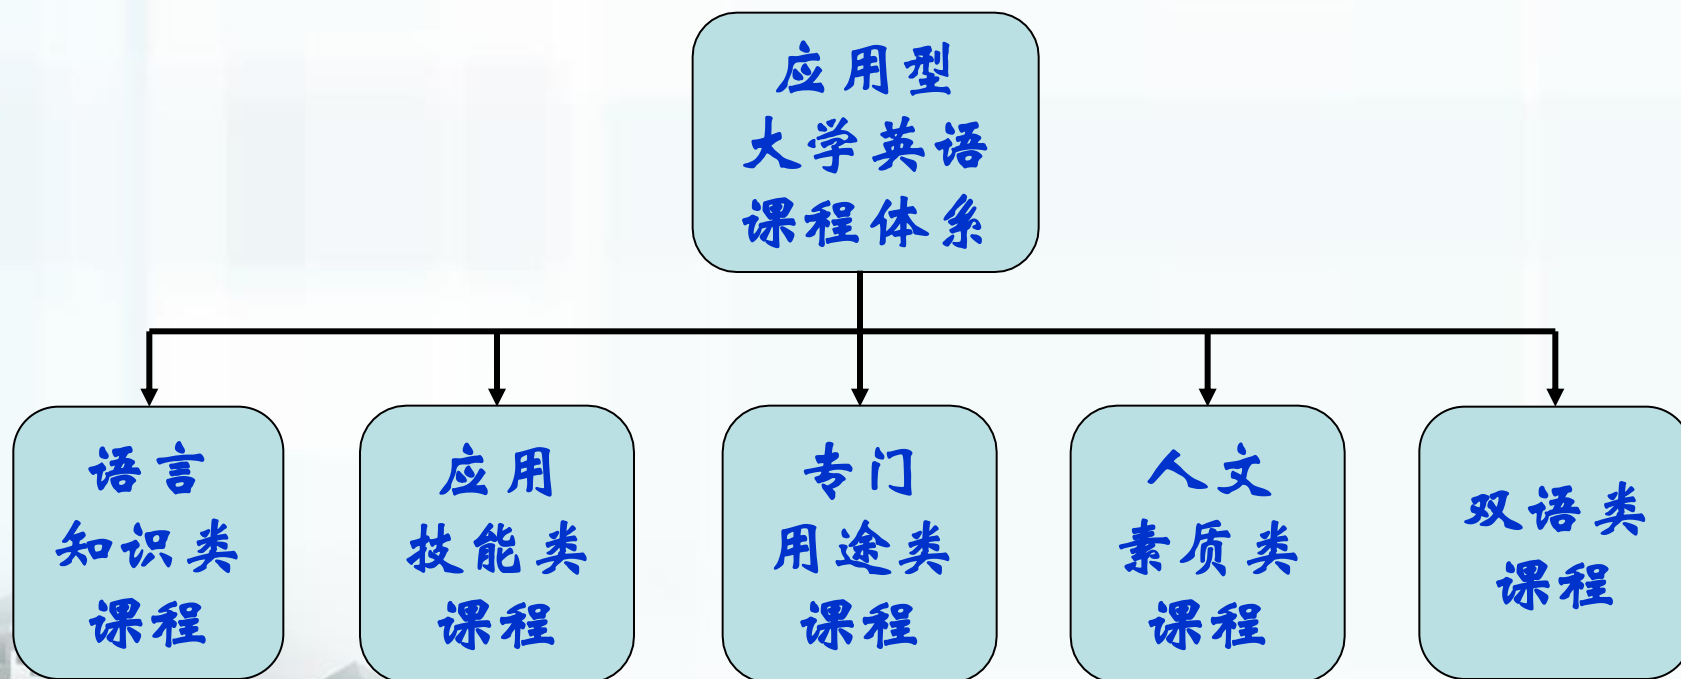 应用型
大学英语
课程体系
语言
知识类
课程
应用
技能类
课程
专门
用途类
课程
人文
素质类
课程
双语类
课程